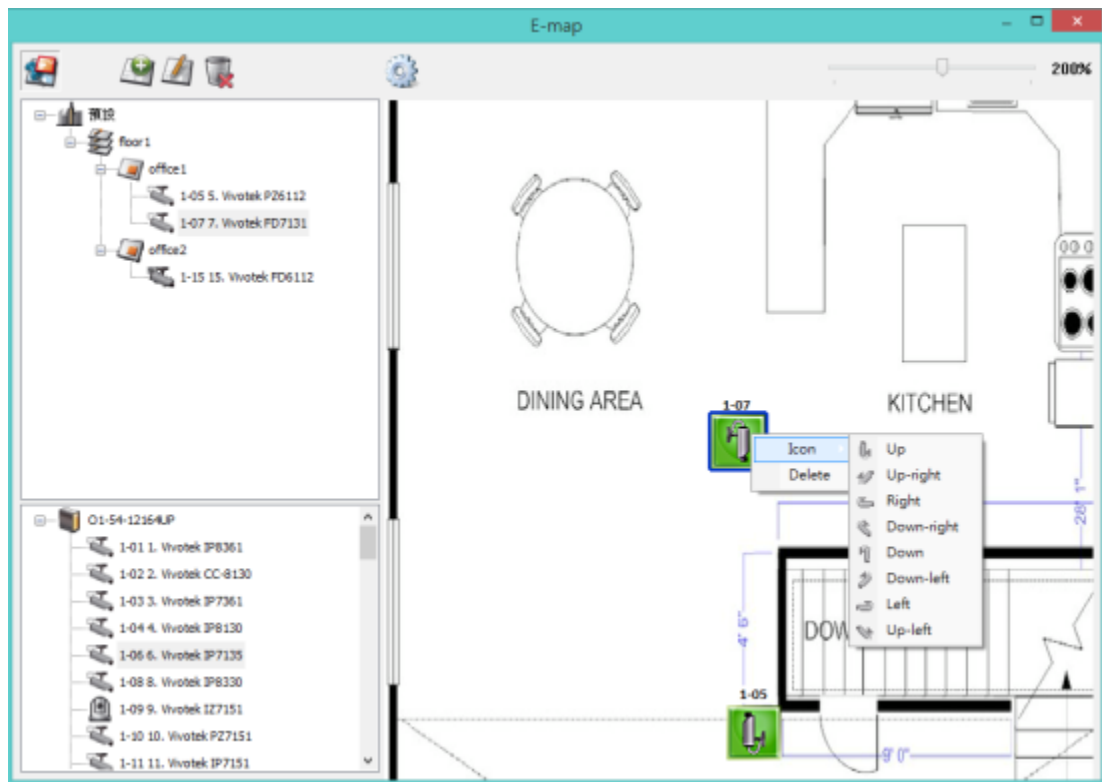 E-map
200%
預設
floor1
office1
1-05 5. Vivotek PZ6112
1-07 7. Vivotek FD7131
office2
1-15 15. Vivotek FD6112
O1-54-12164UP
1-01 1. Vivotek IP8361
1-02 2. Vivotek CC-8130
1-03 3. Vivotek IP7361
1-04 4. Vivotek IP8130
1-06 6. Vivotek IP7135
1-08 8. Vivotek IP8330
1-09 9. Vivotek IZ7151
1-10 10. Vivotek PZ7151
1-11 11. Vivotek IP7151
DINING AREA
KITCHEN
1-07
Icon
Delete
Up
Up-right
Right
Down-right
Down
Down-left
Left
Up-left
28' 1"
4' 6"
DOW
1-05
9' 0"